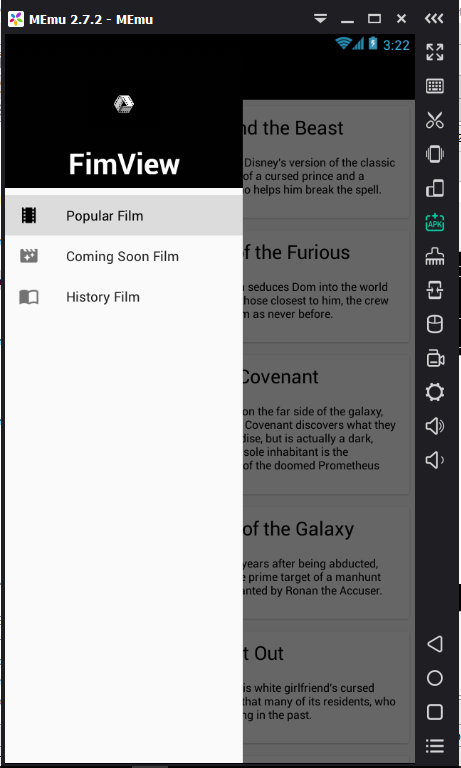 MEmu 2.7.2 - MEmu
3:22
FimView
Popular Film
Coming Soon Film
History Film
nd the Beast
Disney's version of the classic
of a cursed prince and a
o helps him break the spell.
f the Furious
seduces Dom into the world
hose closest to him, the crew
m as never before.
Covenant
on the far side of the galaxy,
Covenant discovers what they
dise, but is actually a dark,
sole inhabitant is the
of the doomed Prometheus
of the Galaxy
years after being abducted,
e prime target of a manhunt
anted by Ronan the Accuser.
t Out
is white girlfriend's cursed
that many of its residents, who
ng in the past.
APK